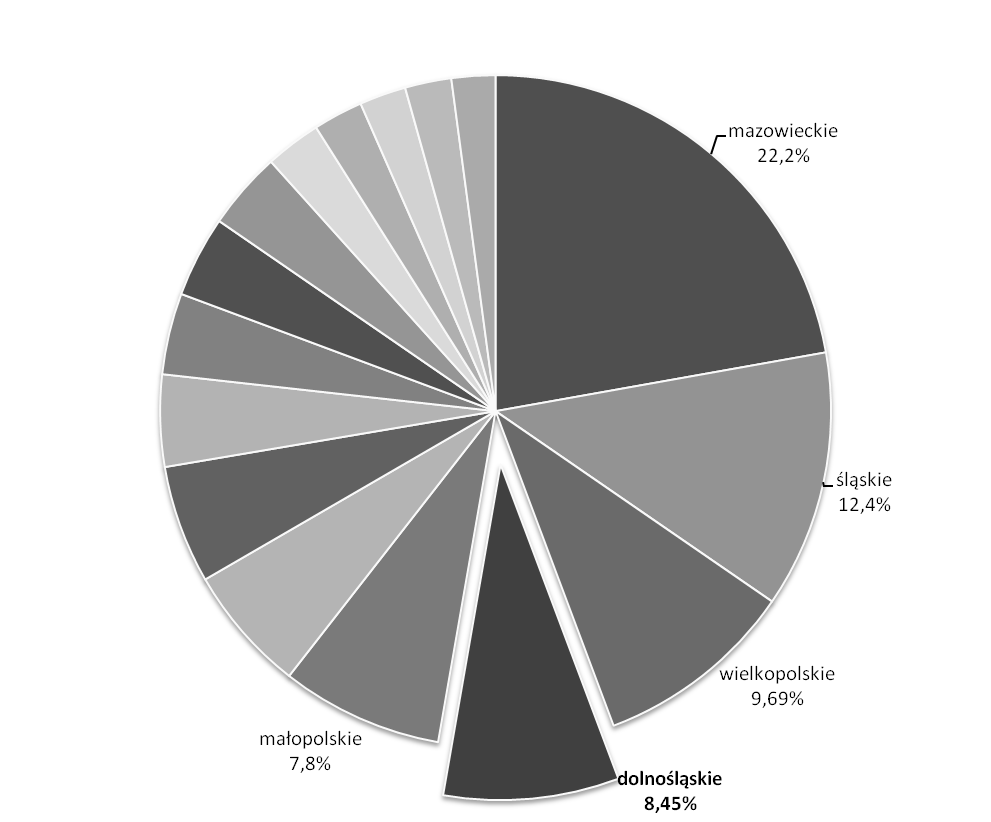 mazowieckie
22,2%
śląskie
12,4%
wielkopolskie
9,69%
dolnośląskie
8,45%
małopolskie
7,8%